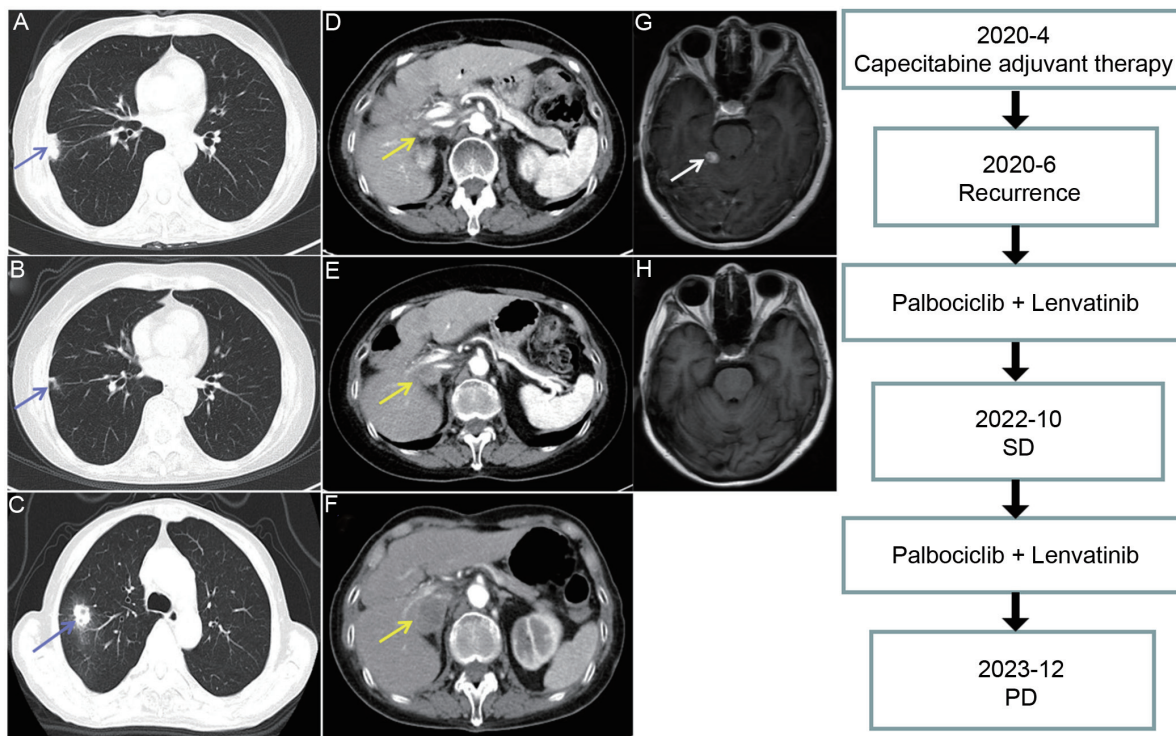 A
B
C
D
E
F
G
H
2020-4
Capecitabine adjuvant therapy
2020-6
Recurrence
Palbociclib + Lenvatinib
2022-10
SD
Palbociclib + Lenvatinib
2023-12
PD